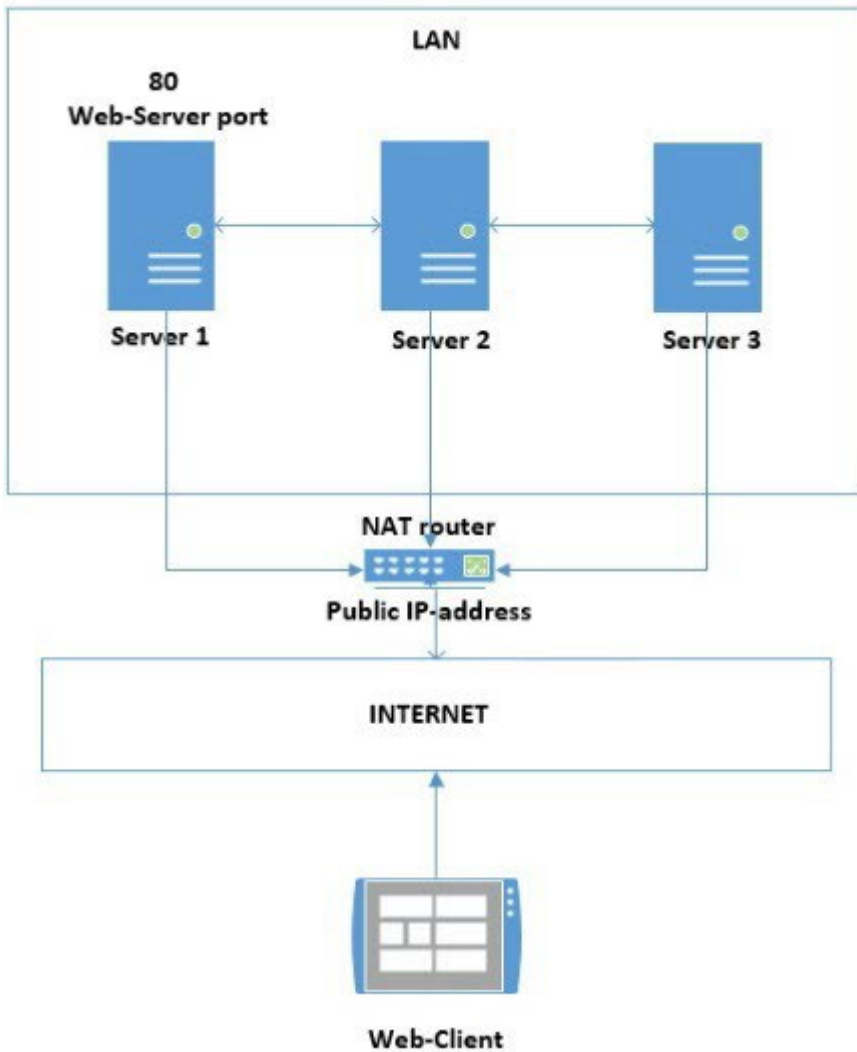 LAN
80
Web-Server port
Server 1
Server 2
Server 3
NAT router
Public IP-address
INTERNET
Web-Client